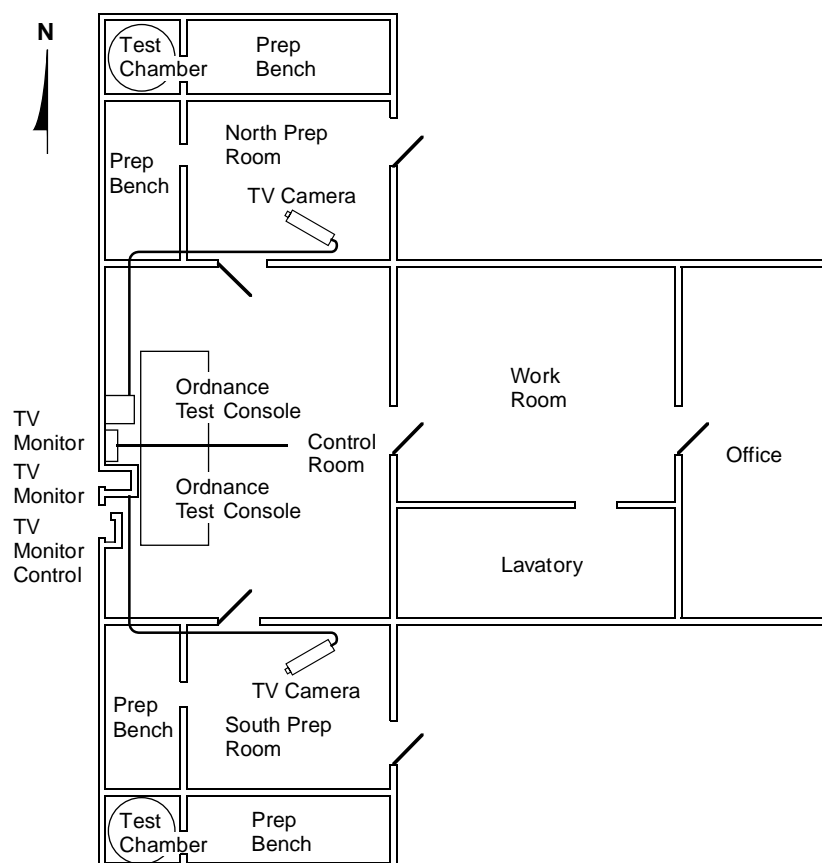 N
Test
Chamber
Prep
Bench
North Prep
Room
Prep
Bench
TV Camera
Ordnance
Test Console
Work
Room
TV
Monitor
Control
Room
Office
TV
Monitor
Ordnance
Test Console
TV
Monitor
Control
Lavatory
TV Camera
Prep
Bench
South Prep
Room
Test
Chamber
Prep
Bench